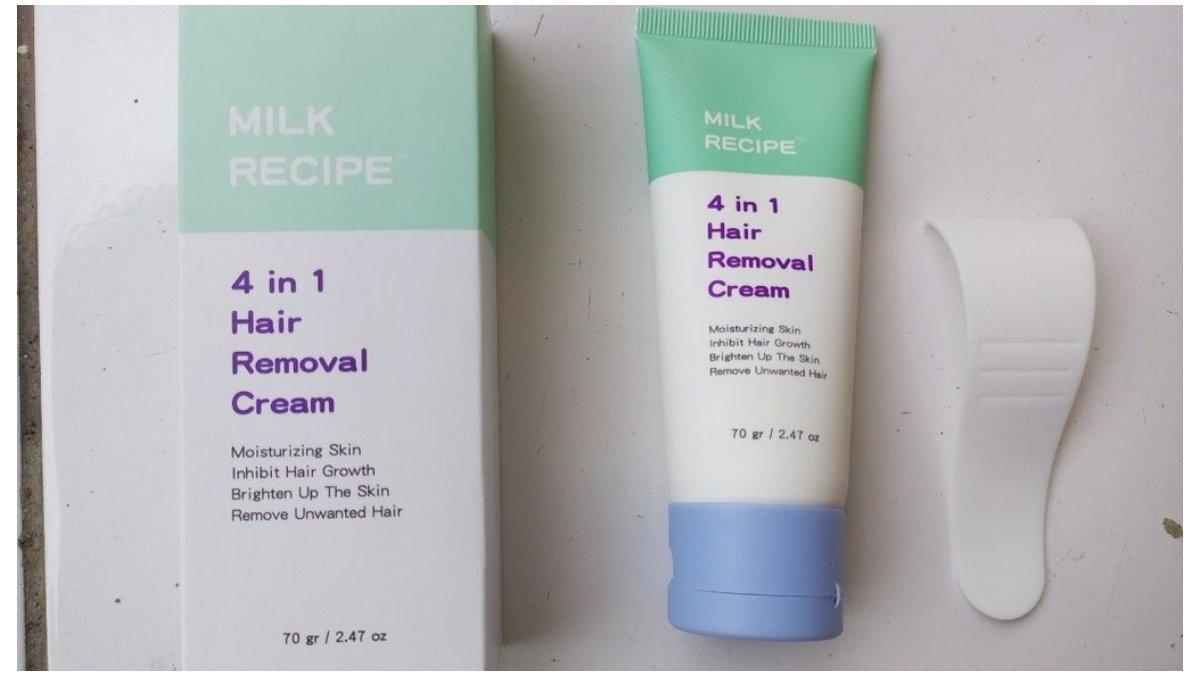 MILK
RECIPE
4 in 1
Hair
Removal
Cream
Moisturizing Skin
Inhibit Hair Growth
Brighten Up The Skin
Remove Unwanted Hair
70 gr / 2.47 oz
MILK
RECIPE™
4 in 1
Hair
Removal
Cream
Moisturizing Skin
Inhibit Hair Growth
Brighten Up The Skin
Remove Unwanted Hair
70 gr / 2.47 oz